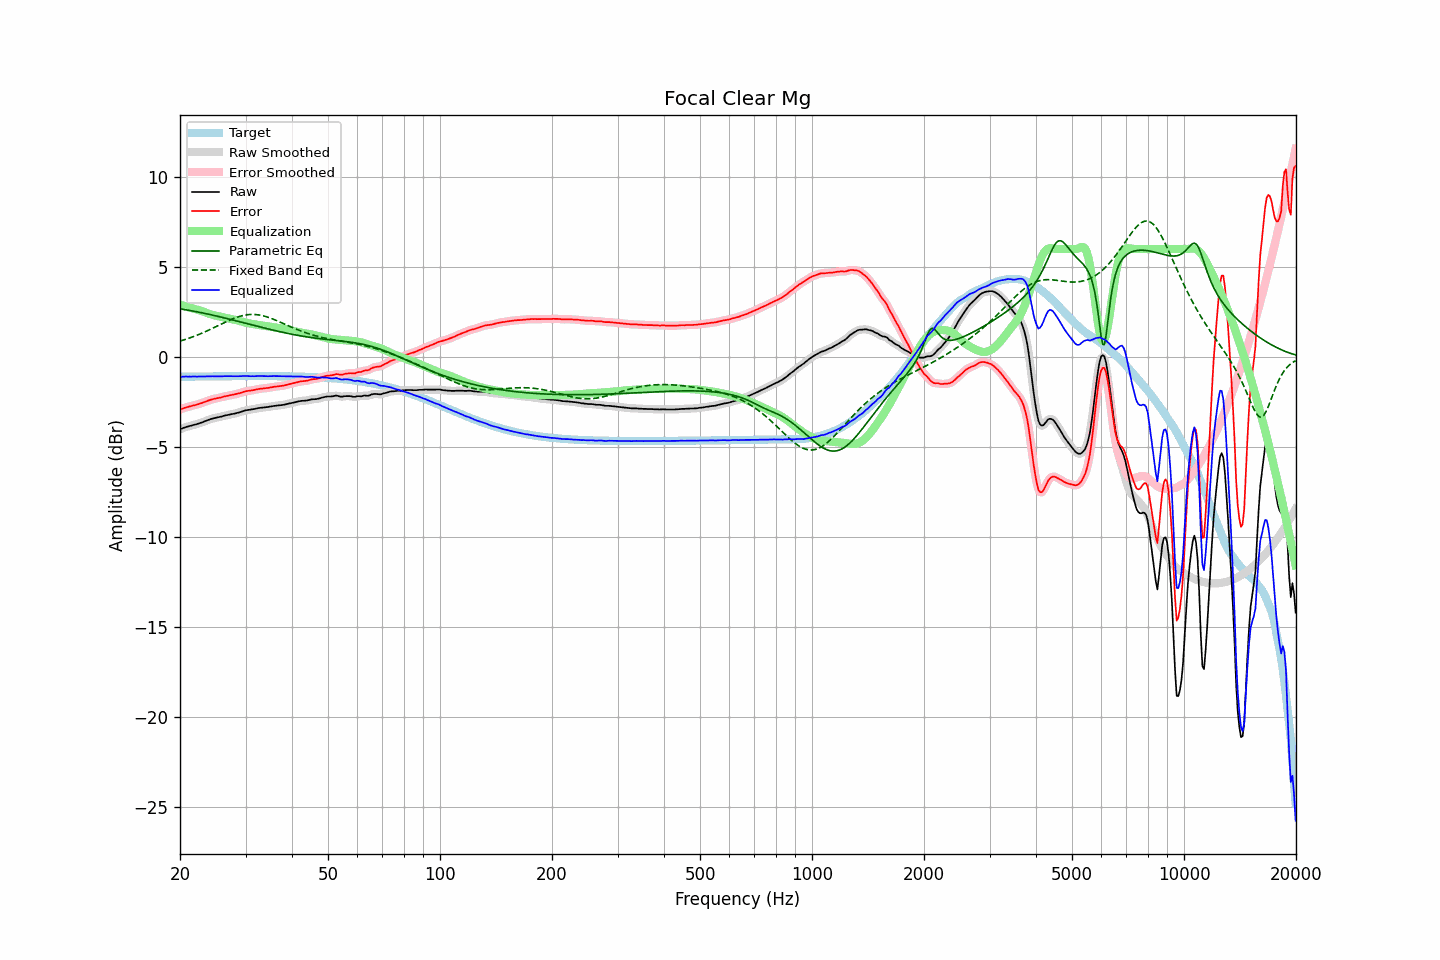 Focal Clear Mg
Target
Raw Smoothed
Error Smoothed
Raw
Error
Equalization
Parametric Eq
Fixed Band Eq
Equalized
10
5
0
−5
−10
−15
−20
−25
Amplitude (dBr)
20 50 100 200 500 1000 2000 5000 10000 20000
Frequency (Hz)